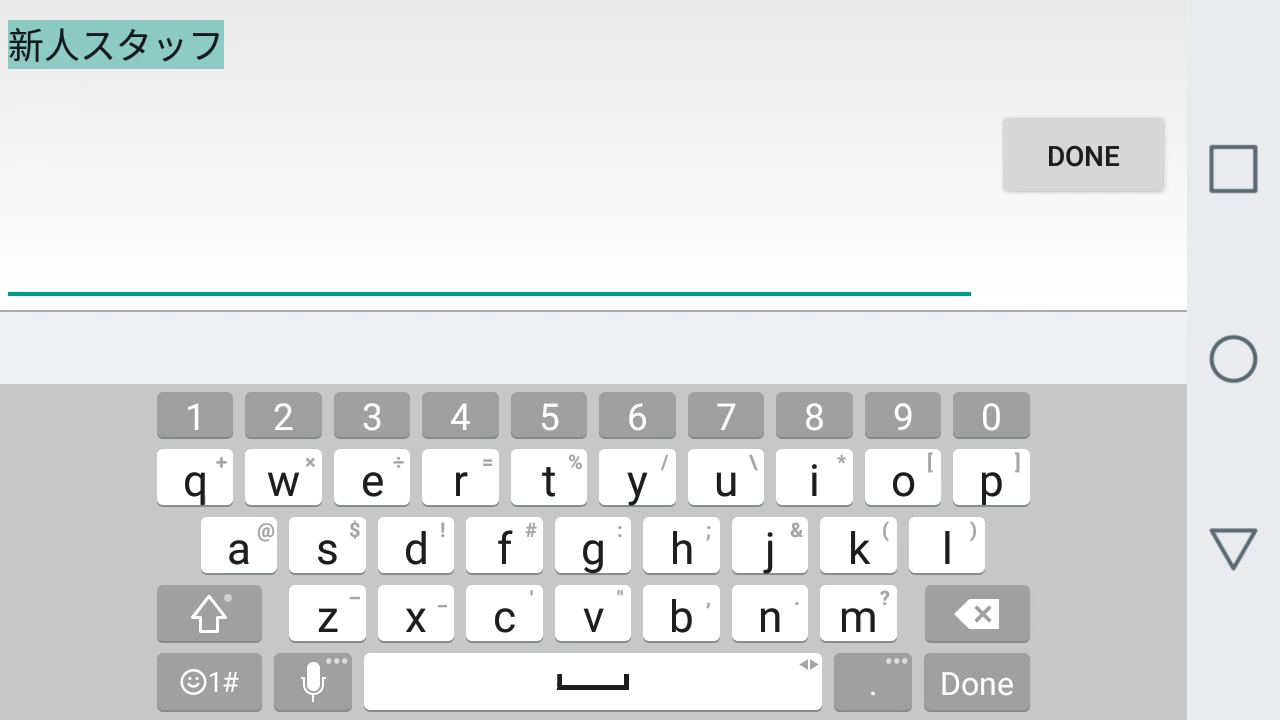 新人スタッフ
DONE
1 2 3 4 5 6 7 8 9 0
q + w × e ÷ r = t % y / u \ i * o [ p ]
a @ s $ d ! f # g : h ; j & k ( l )
z – x _ c ' v " b , n . m ?
1# . Done